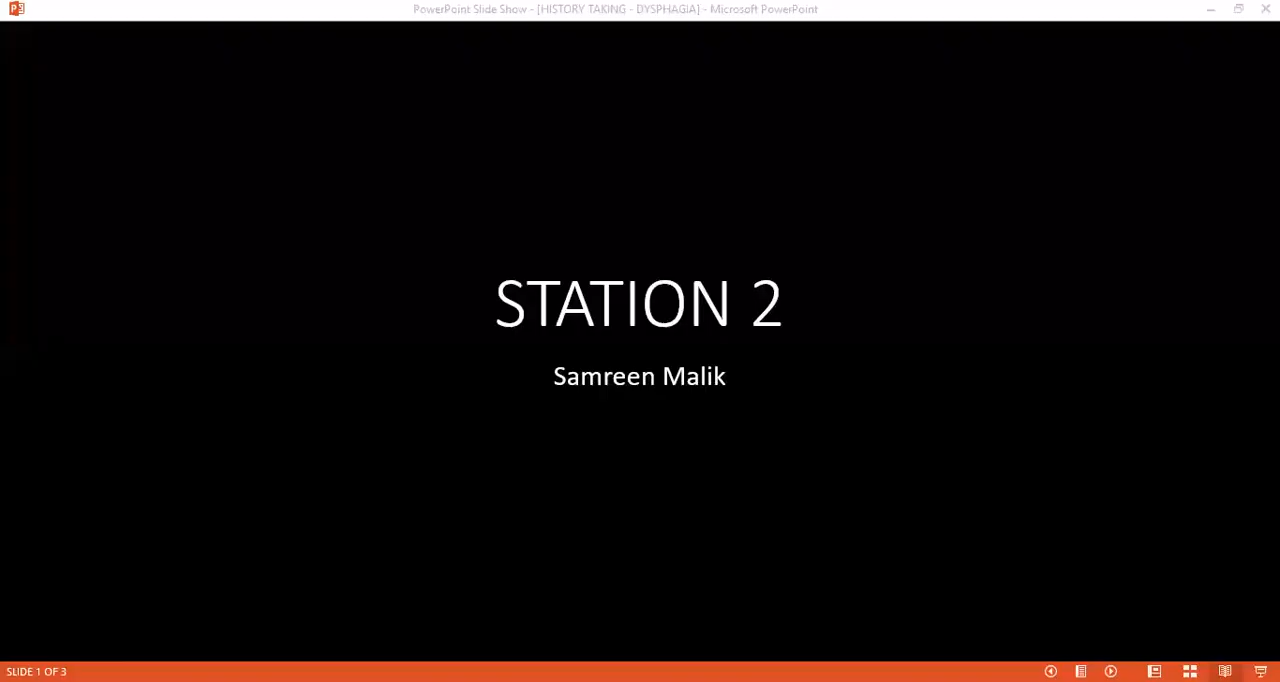 PowerPoint Slide Show - [HISTORY TAKING - DYSPHAGIA] - Microsoft PowerPoint
STATION 2
Samreen Malik
SLIDE 1 OF 3